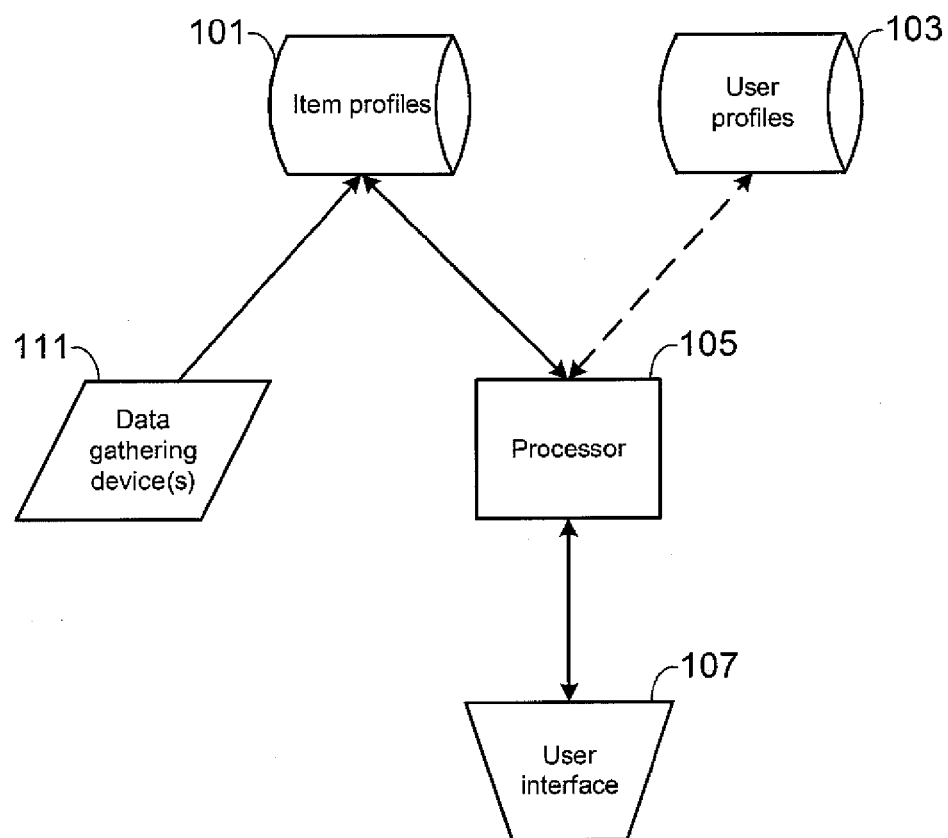 101
103
Item profiles
User
profiles
111
105
Data
gathering
device(s)
Processor
107
User
interface